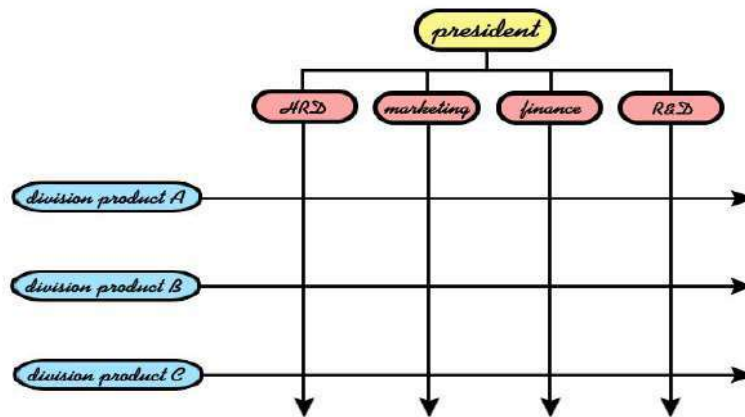 president
HRD
marketing
finance
R&D
division product A
division product B
division product C